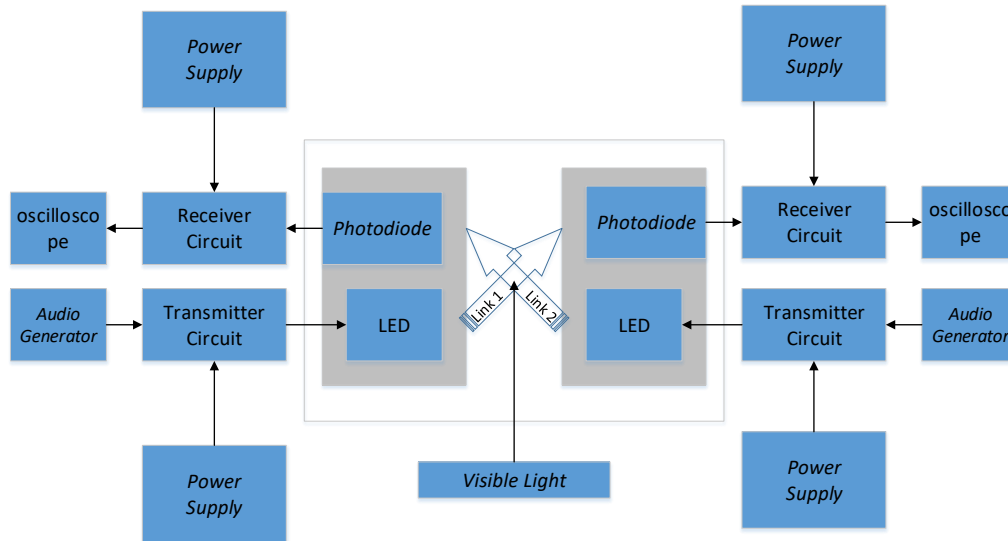 Power
Supply
Power
Supply
oscillosco
pe
Receiver
Circuit
Photodiode
Photodiode
Receiver
Circuit
oscillosco
pe
Audio
Generator
Transmitter
Circuit
LED
Link 1
Link 2
LED
Transmitter
Circuit
Audio
Generator
Power
Supply
Visible Light
Power
Supply